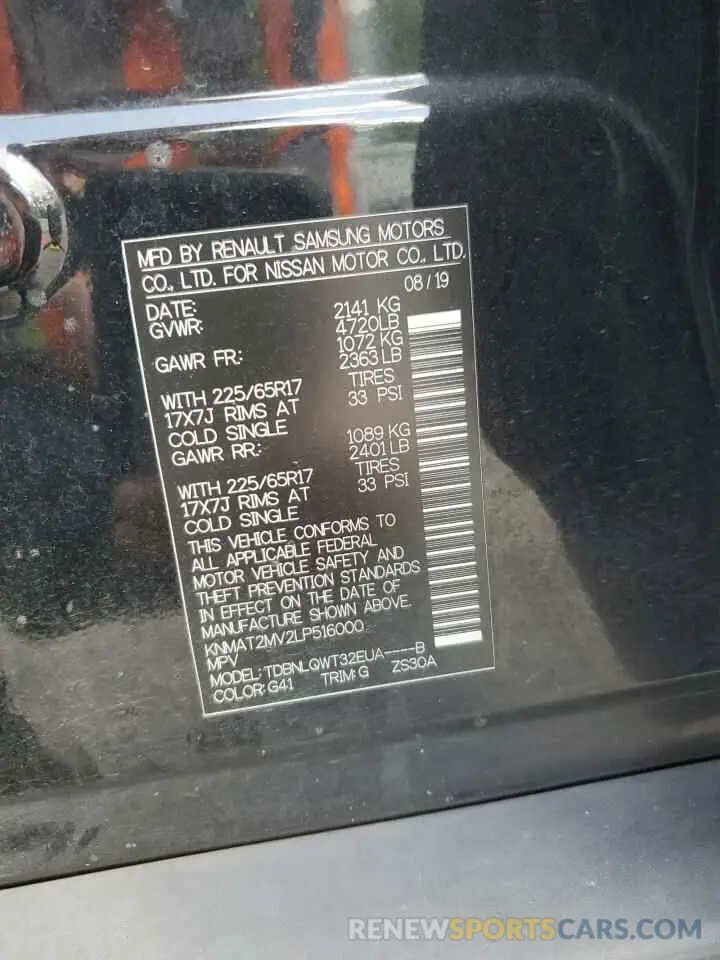 MFD BY RENAULT SAMSUNG MOTORS
CO., LTD. FOR NISSAN MOTOR CO., LTD.
DATE: 08/19
GVWR: 2141 KG
4720LB
GAWR FR: 1072 KG
2363LB
WITH 225/65R17 TIRES
17X7J RIMS AT 33 PSI
COLD SINGLE
GAWR RR: 1089 KG
2401LB
WITH 225/65R17 TIRES
17X7J RIMS AT 33 PSI
COLD SINGLE
THIS VEHICLE CONFORMS TO
ALL APPLICABLE FEDERAL
MOTOR VEHICLE SAFETY AND
THEFT PREVENTION STANDARDS
IN EFFECT ON THE DATE OF
MANUFACTURE SHOWN ABOVE.
KNMAT2MV2LP516000
MPV
MODEL: TDBNLQWT32EUA----B
COLOR: G41 TRIM: G ZS30A
RENEWSPORTSCARS.COM